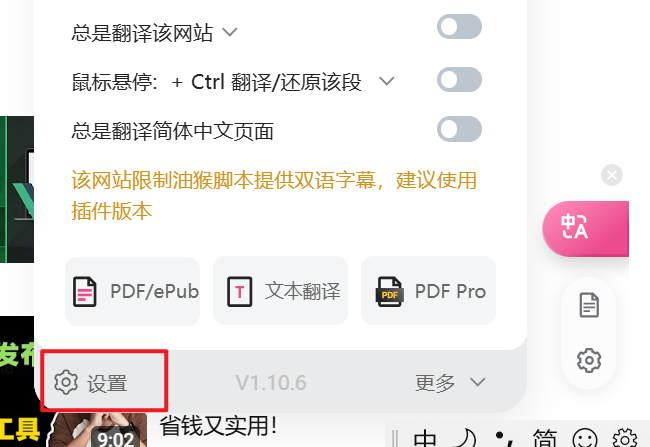 总是翻译该网站
鼠标悬停: + Ctrl 翻译/还原该段
总是翻译简体中文页面
该网站限制油猴脚本提供双语字幕，建议使用
插件版本
中A
PDF/ePub
T 文本翻译
PDF PDF Pro
发布
设置
V1.10.6
更多
工具
9:02
省钱又实用!
中
简